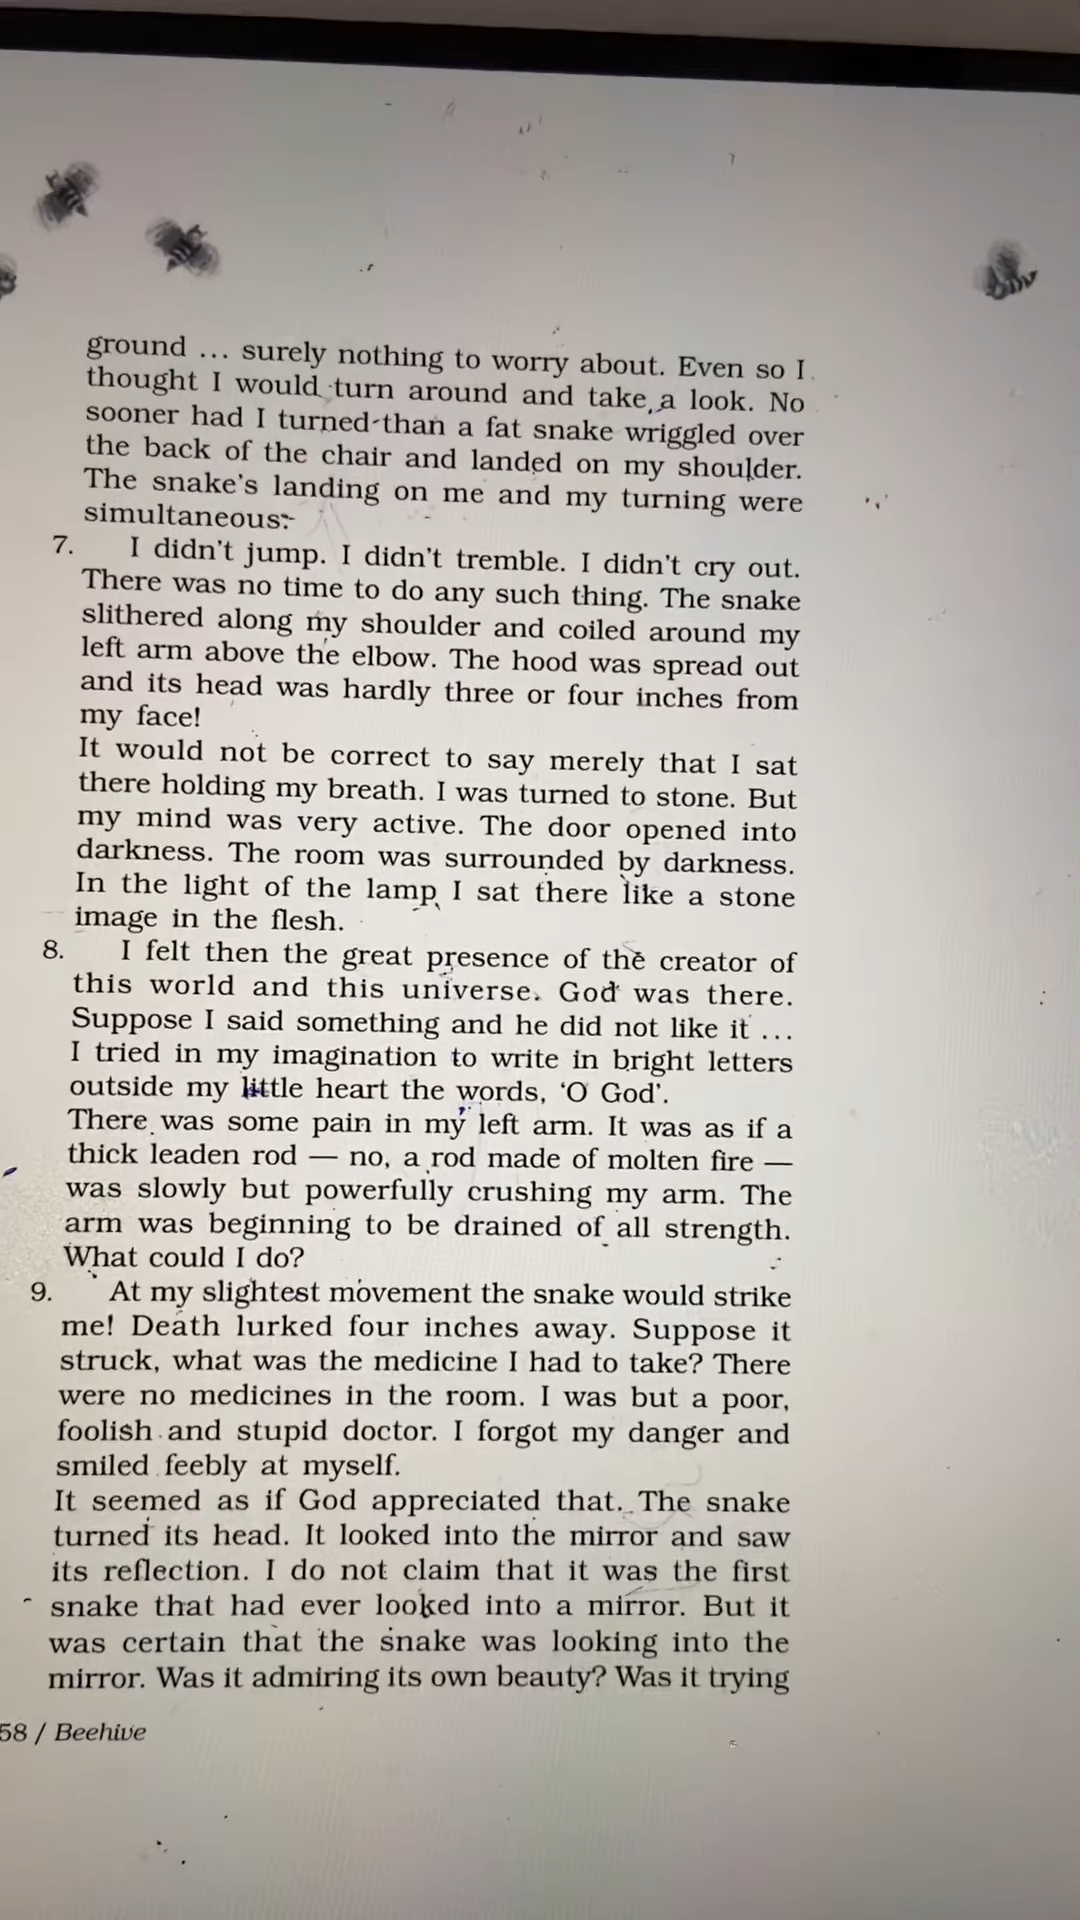 ground ... surely nothing to worry about. Even so I
thought I would turn around and take a look. No
sooner had I turned than a fat snake wriggled over
the back of the chair and landed on my shoulder.
The snake's landing on me and my turning were
simultaneous.
7. I didn't jump. I didn't tremble. I didn't cry out.
There was no time to do any such thing. The snake
slithered along my shoulder and coiled around my
left arm above the elbow. The hood was spread out
and its head was hardly three or four inches from
my face!
It would not be correct to say merely that I sat
there holding my breath. I was turned to stone. But
my mind was very active. The door opened into
darkness. The room was surrounded by darkness.
In the light of the lamp I sat there like a stone
image in the flesh.
8. I felt then the great presence of the creator of
this world and this universe. God was there.
Suppose I said something and he did not like it ...
I tried in my imagination to write in bright letters
outside my little heart the words, ‘O God’.
There was some pain in my left arm. It was as if a
thick leaden rod — no, a rod made of molten fire —
was slowly but powerfully crushing my arm. The
arm was beginning to be drained of all strength.
What could I do?
9. At my slightest movement the snake would strike
me! Death lurked four inches away. Suppose it
struck, what was the medicine I had to take? There
were no medicines in the room. I was but a poor,
foolish and stupid doctor. I forgot my danger and
smiled feebly at myself.
It seemed as if God appreciated that. The snake
turned its head. It looked into the mirror and saw
its reflection. I do not claim that it was the first
snake that had ever looked into a mirror. But it
was certain that the snake was looking into the
mirror. Was it admiring its own beauty? Was it trying
58 / Beehive